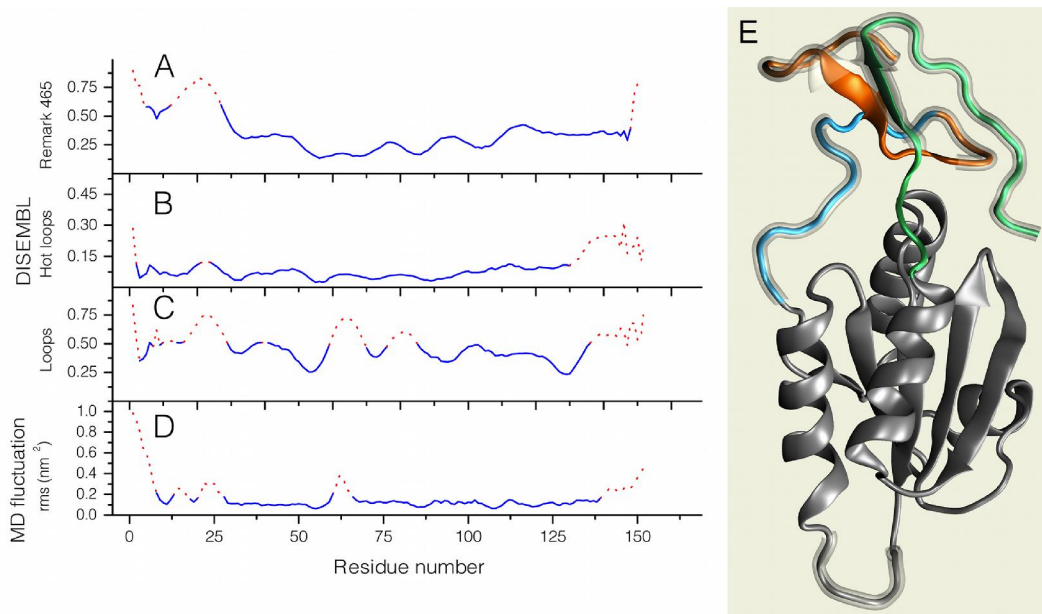 A
Remark 465
0.75
0.50
0.25
B
DISEMBL
Hot loops
0.45
0.30
0.15
C
Loops
0.75
0.50
0.25
D
MD fluctuation
rms (nm²)
1.0
0.8
0.6
0.4
0.2
0.0
0 25 50 75 100 125 150
Residue number
E